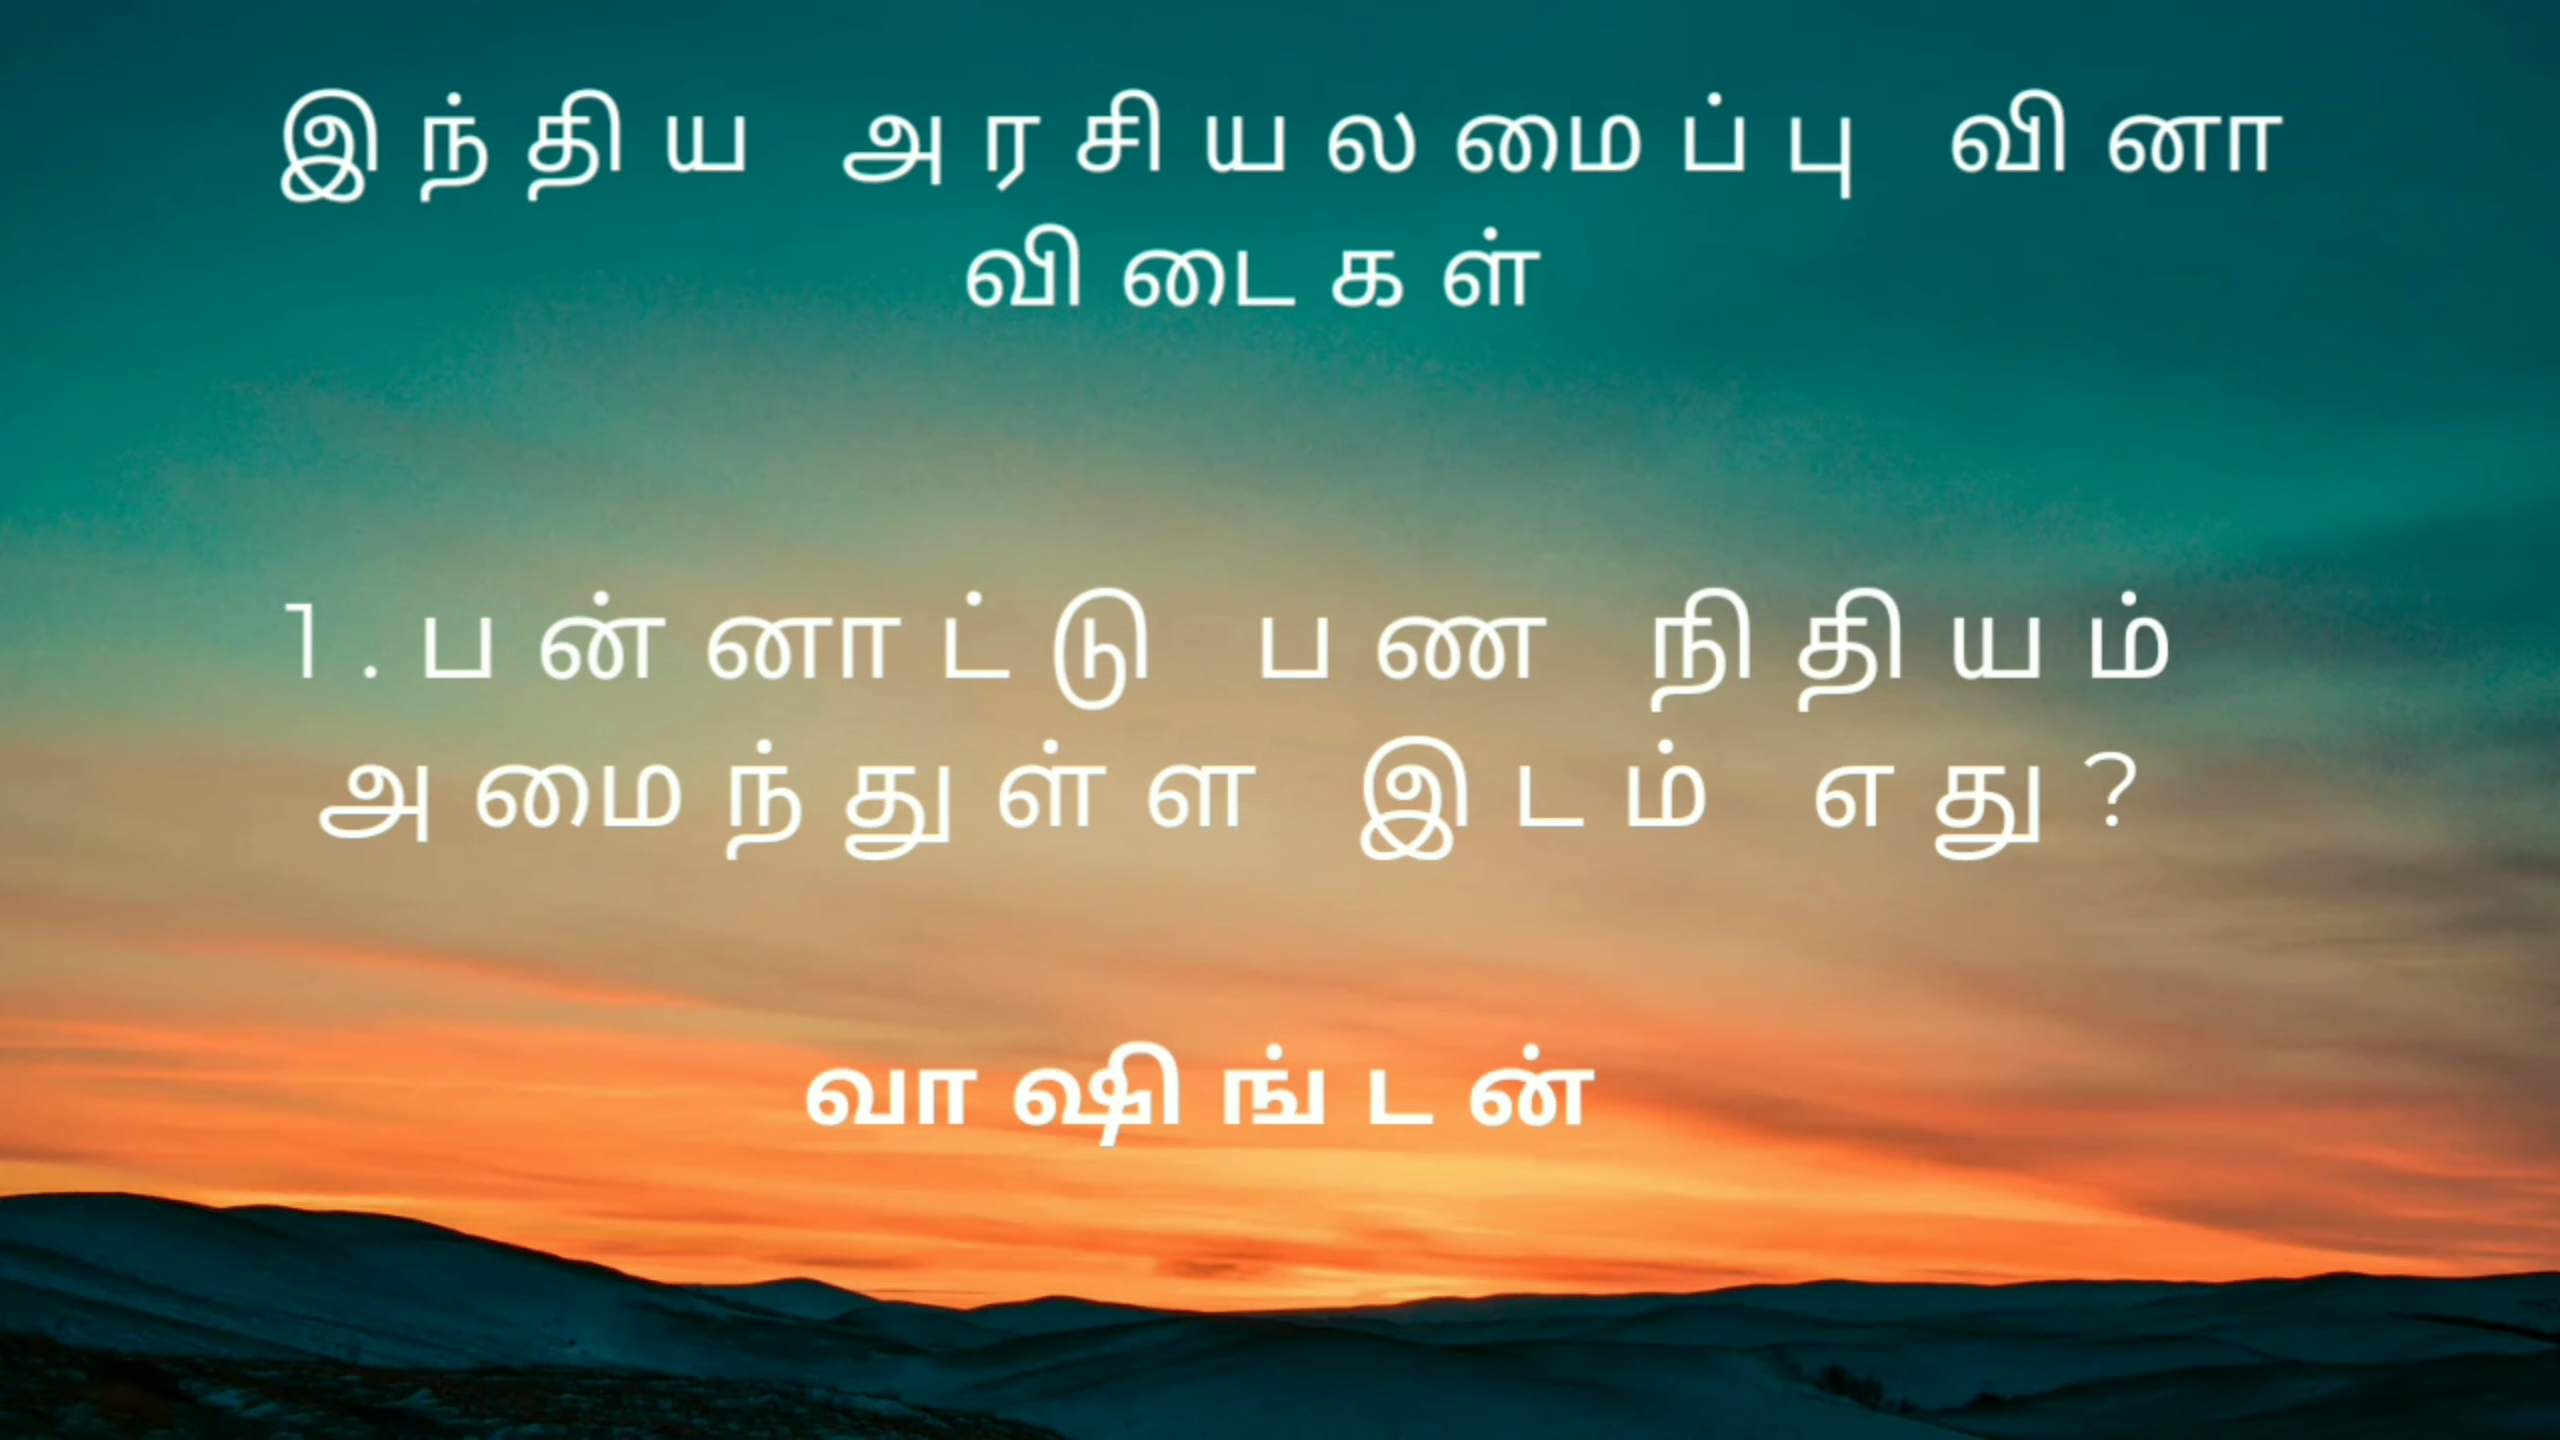 இந்திய அரசியலமைப்பு வினா
விடைகள்
1.பன்னாட்டு பண நிதியம்
அமைந்துள்ள இடம் எது?
வாஷிங்டன்